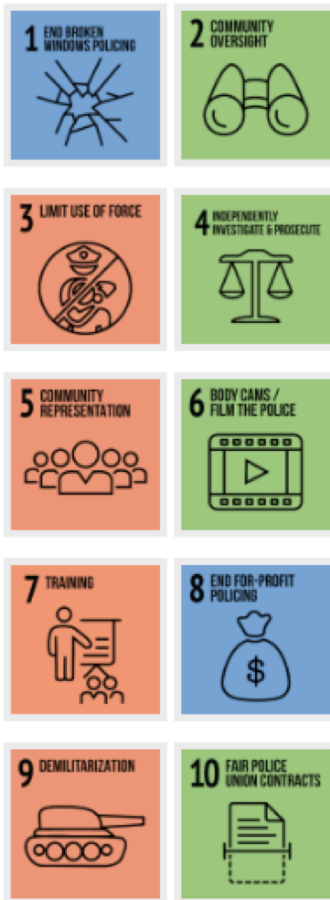 1 END BROKEN
WINDOWS POLICING
2 COMMUNITY
OVERSIGHT
3 LIMIT USE OF FORCE
4 INDEPENDENTLY
INVESTIGATE & PROSECUTE
5 COMMUNITY
REPRESENTATION
6 BODY CAMS /
FILM THE POLICE
7 TRAINING
8 END FOR-PROFIT
POLICING
$
9 DEMILITARIZATION
10 FAIR POLICE
UNION CONTRACTS